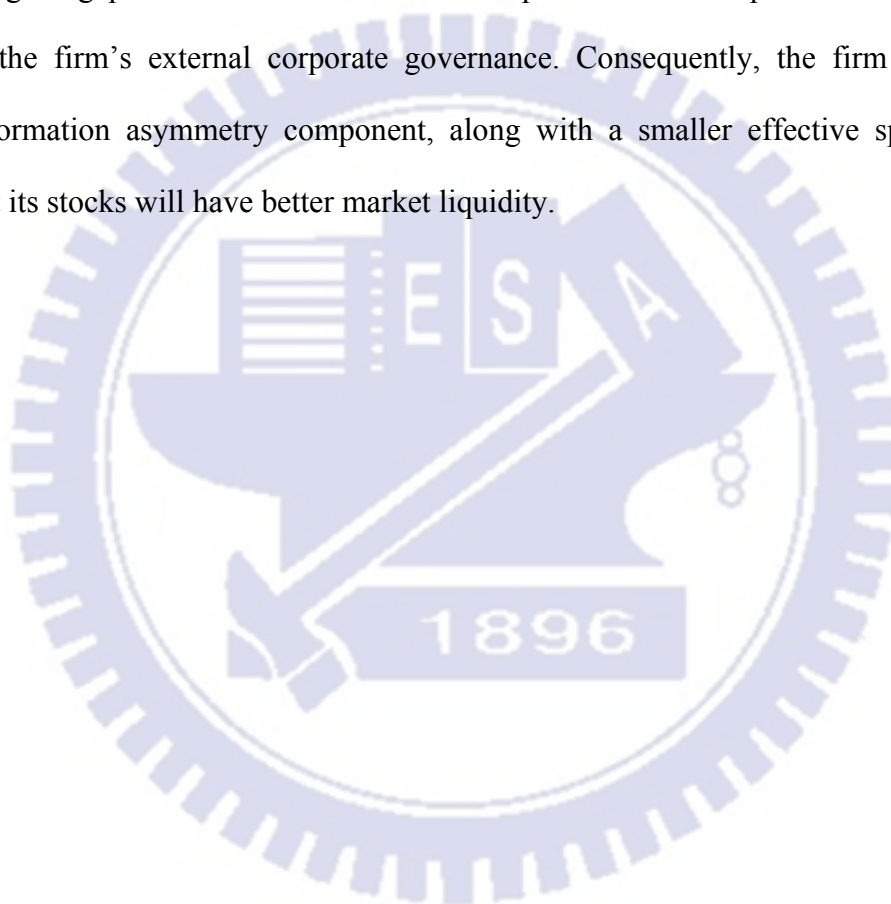 the firm’s external corporate governance. Consequently, the firm
ormation asymmetry component, along with a smaller effective sp
its stocks will have better market liquidity.
E S A
1896